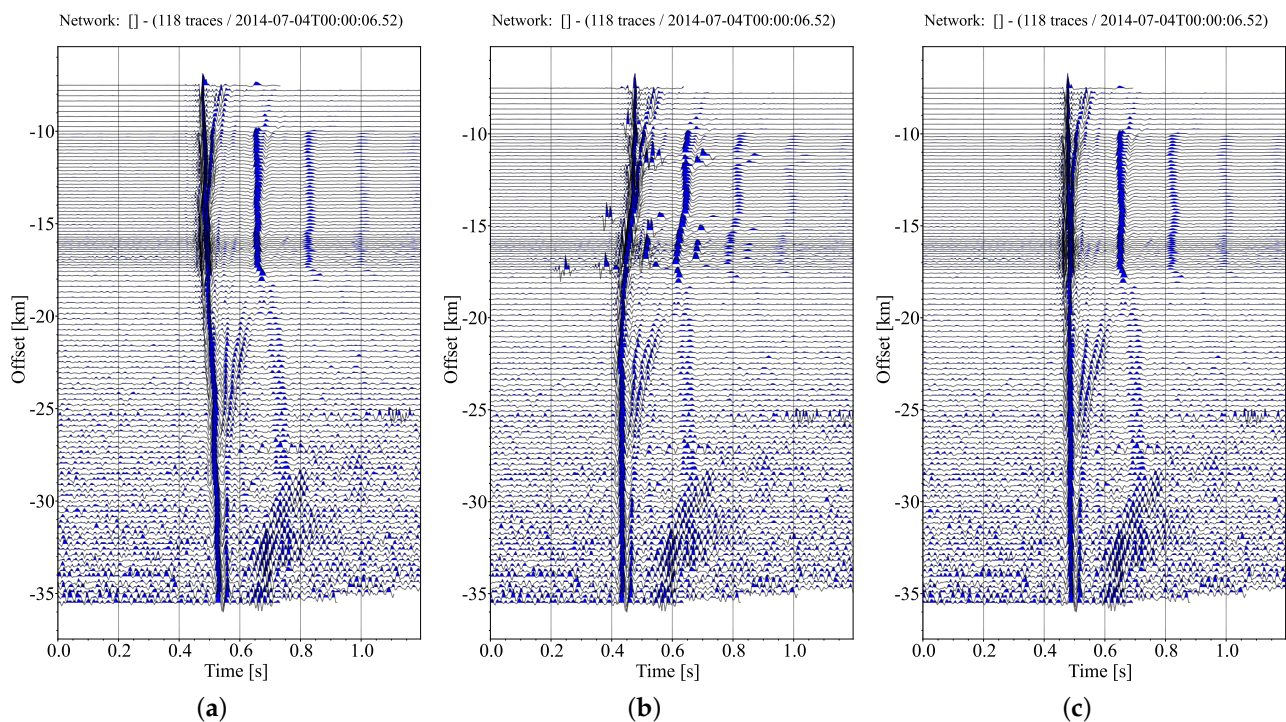 Network: [] - (118 traces / 2014-07-04T00:00:06.52) Network: [] - (118 traces / 2014-07-04T00:00:06.52) Network: [] - (118 traces / 2014-07-04T00:00:06.52)
-10 -10 -10
-15 -15 -15
-20 -20 -20
Offset [km] Offset [km] Offset [km]
-25 -25 -25
-30 -30 -30
-35 -35 -35
0.0 0.2 0.4 0.6 0.8 1.0 0.0 0.2 0.4 0.6 0.8 1.0 0.0 0.2 0.4 0.6 0.8 1.0
Time [s] Time [s] Time [s]
(a) (b) (c)